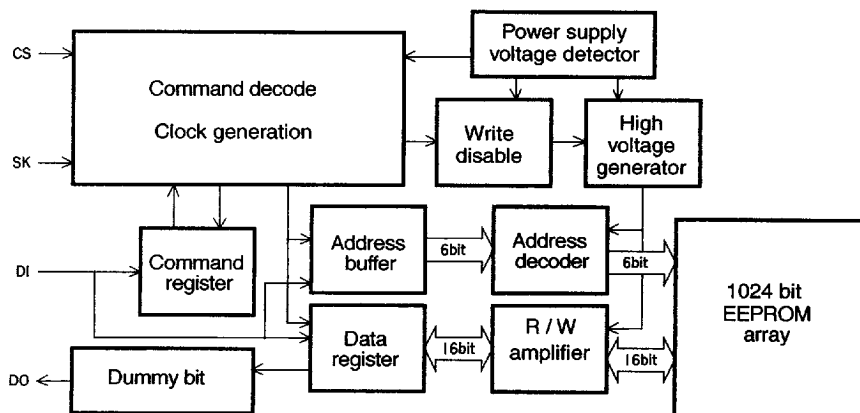 CS
SK
Command decode
Clock generation
Power supply
voltage detector
Write
disable
High
voltage
generator
DI
Command
register
Address
buffer
6bit
Address
decoder
6bit
1024 bit
EEPROM
array
Data
register
16bit
R / W
amplifier
16bit
DO
Dummy bit